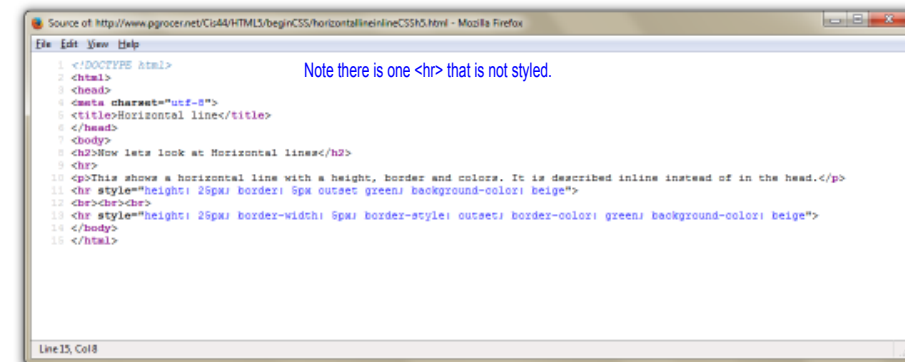 Source of: http://www.pgrocer.net/Cis44/HTML5/beginCSS/horizontallineinlineCSSh5.html - Mozilla Firefox
File Edit View Help
Note there is one <hr> that is not styled.
1 <!DOCTYPE html>
2 <html>
3 <head>
4 <meta charset="utf-8">
5 <title>Horizontal line</title>
6 </head>
7 <body>
8 <h2>Now lets look at Horizontal lines</h2>
9 <hr>
10 <p>This shows a horizontal line with a height, border and colors. It is described inline instead of in the head.</p>
11 <hr style="height: 25px; border: 5px outset green; background-color: beige">
12 <br><br><br>
13 <hr style="height: 25px; border-width: 5px; border-style: outset; border-color: green; background-color: beige">
14 </body>
15 </html>
Line 15, Col 8